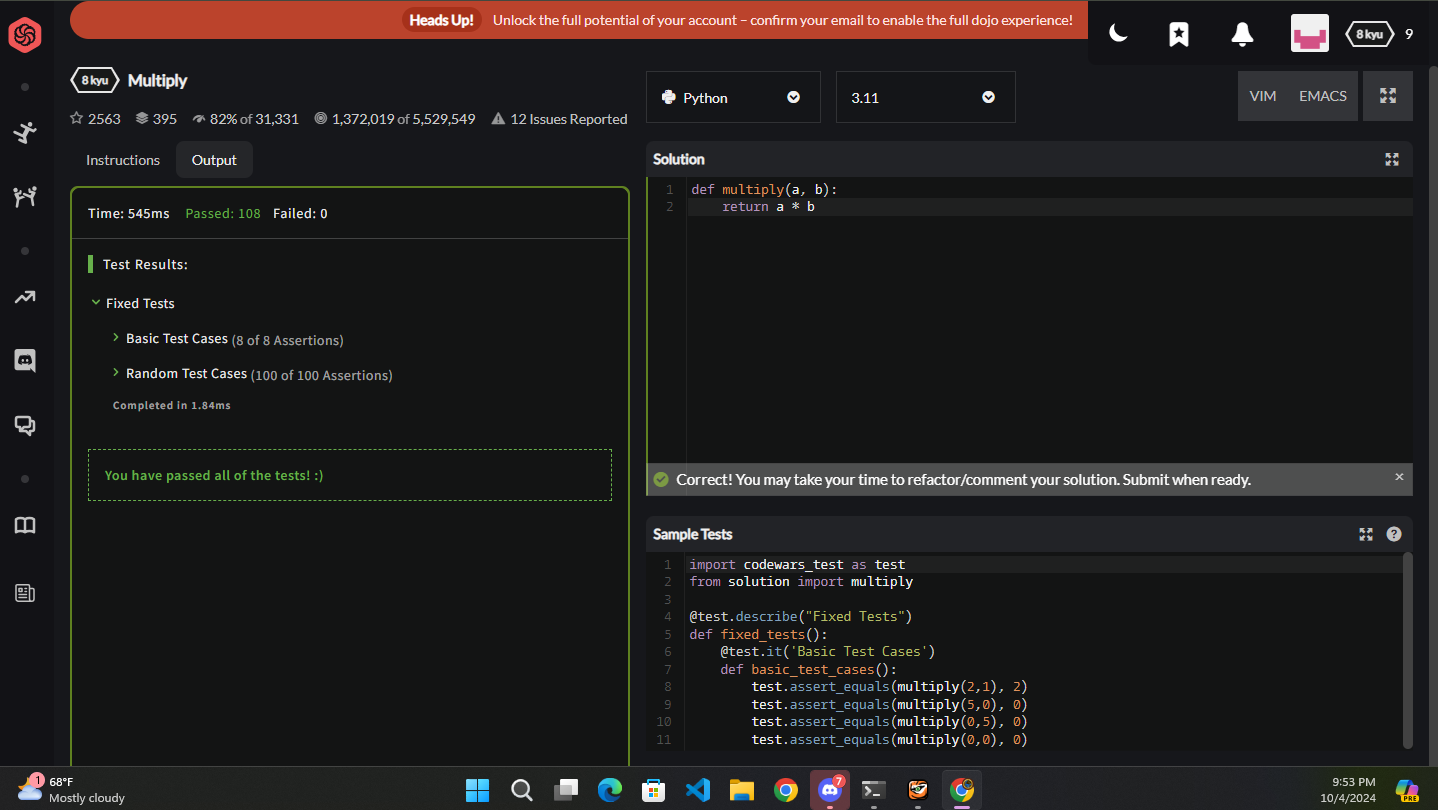 Heads Up! Unlock the full potential of your account – confirm your email to enable the full dojo experience!
8 kyu 9
8 kyu Multiply
2563 395 82% of 31,331 1,372,019 of 5,529,549 12 Issues Reported
Instructions Output
Time: 545ms Passed: 108 Failed: 0
Test Results:
Fixed Tests
Basic Test Cases (8 of 8 Assertions)
Random Test Cases (100 of 100 Assertions)
Completed in 1.84ms
You have passed all of the tests! :)
Python 3.11 VIM EMACS
Solution
1 def multiply(a, b):
2     return a * b
Correct! You may take your time to refactor/comment your solution. Submit when ready. ×
Sample Tests ?
1 import codewars_test as test
2 from solution import multiply
3
4 @test.describe("Fixed Tests")
5 def fixed_tests():
6     @test.it('Basic Test Cases')
7     def basic_test_cases():
8         test.assert_equals(multiply(2,1), 2)
9         test.assert_equals(multiply(5,0), 0)
10         test.assert_equals(multiply(0,5), 0)
11         test.assert_equals(multiply(0,0), 0)
1 68°F
Mostly cloudy
7
9:53 PM
10/4/2024
PRE